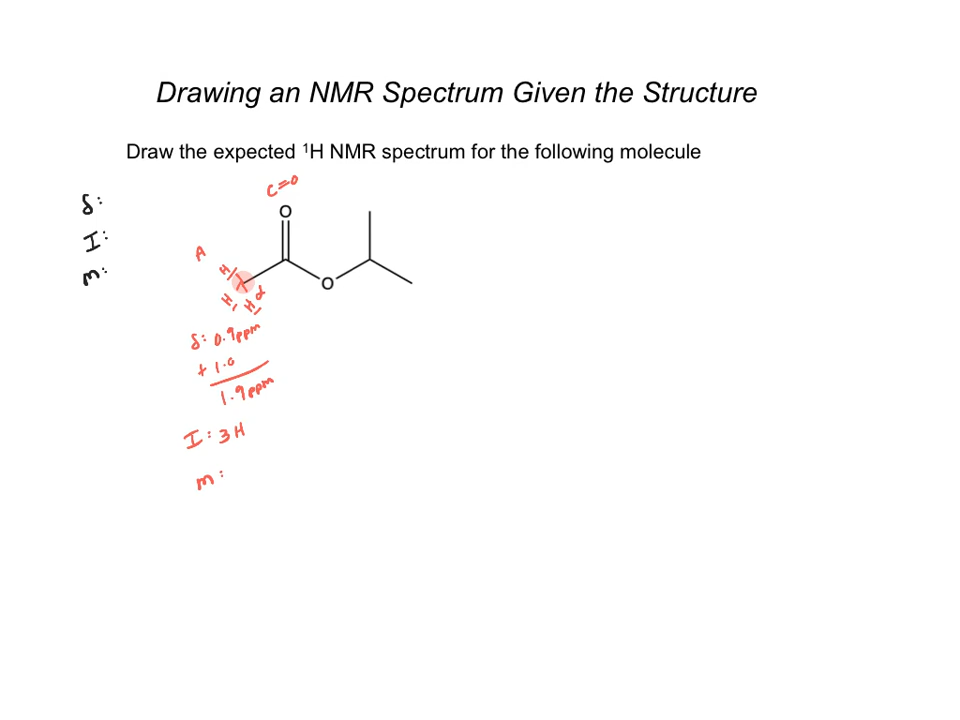 Drawing an NMR Spectrum Given the Structure
Draw the expected ¹H NMR spectrum for the following molecule
C=O
δ:
I:
m:
O
A
H
H H α
O
δ: 0.9ppm
+ 1.0
1.9ppm
I: 3H
m: